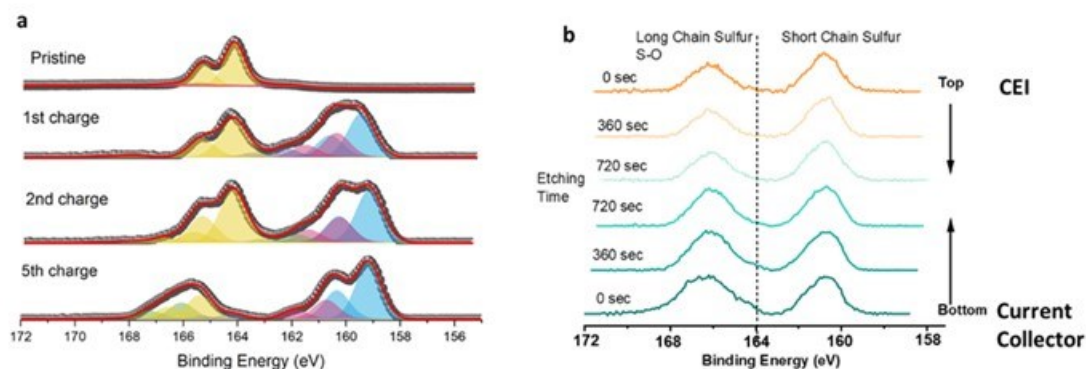 a
Pristine
1st charge
2nd charge
5th charge
172 170 168 166 164 162 160 158 156
Binding Energy (eV)
b
Long Chain Sulfur
Short Chain Sulfur
S-O
0 sec
360 sec
720 sec
720 sec
360 sec
0 sec
Etching
Time
Top
Bottom
CEI
Current
Collector
172 168 166 164 162 160 158
Binding Energy (eV)